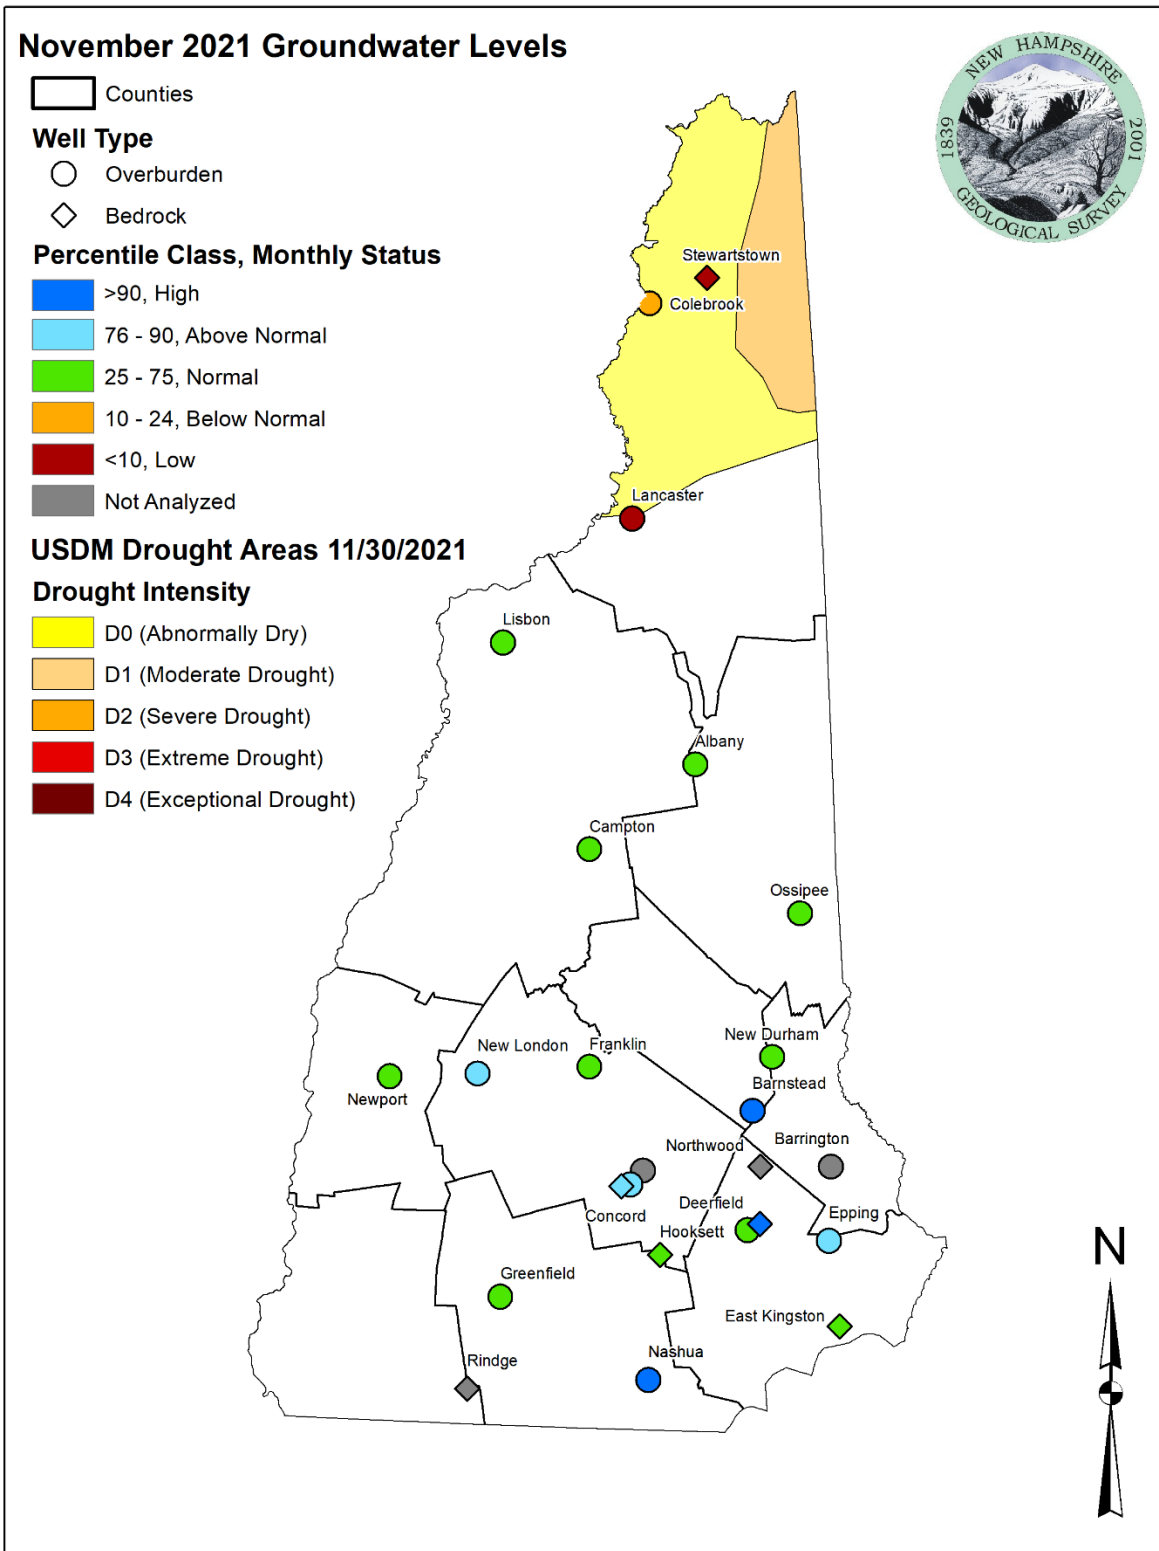 November 2021 Groundwater Levels
Counties
Well Type
Overburden
Bedrock
Percentile Class, Monthly Status
>90, High
76 - 90, Above Normal
25 - 75, Normal
10 - 24, Below Normal
<10, Low
Not Analyzed
USDM Drought Areas 11/30/2021
Drought Intensity
D0 (Abnormally Dry)
D1 (Moderate Drought)
D2 (Severe Drought)
D3 (Extreme Drought)
D4 (Exceptional Drought)
NEW HAMPSHIRE
1839
2001
GEOLOGICAL SURVEY
Stewartstown
Colebrook
Lancaster
Lisbon
Albany
Campton
Ossipee
New Durham
New London
Franklin
Barnstead
Newport
Northwood
Barrington
Deerfield
Concord
Epping
Hooksett
Greenfield
East Kingston
Nashua
Rindge
N